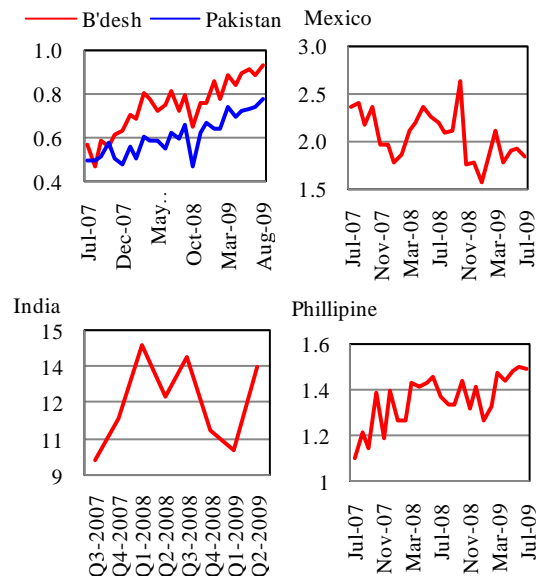 B'desh Pakistan
Mexico
1.0
0.8
0.6
0.4
Jul-07
Dec-07
May..
Oct-08
Mar-09
Aug-09
3.0
2.5
2.0
1.5
Jul-07
Nov-07
Mar-08
Jul-08
Nov-08
Mar-09
Jul-09
India
15
14
12
11
9
Q3-2007
Q4-2007
Q1-2008
Q2-2008
Q3-2008
Q4-2008
Q1-2009
Q2-2009
Phillipine
1.6
1.4
1.2
1
Jul-07
Nov-07
Mar-08
Jul-08
Nov-08
Mar-09
Jul-09